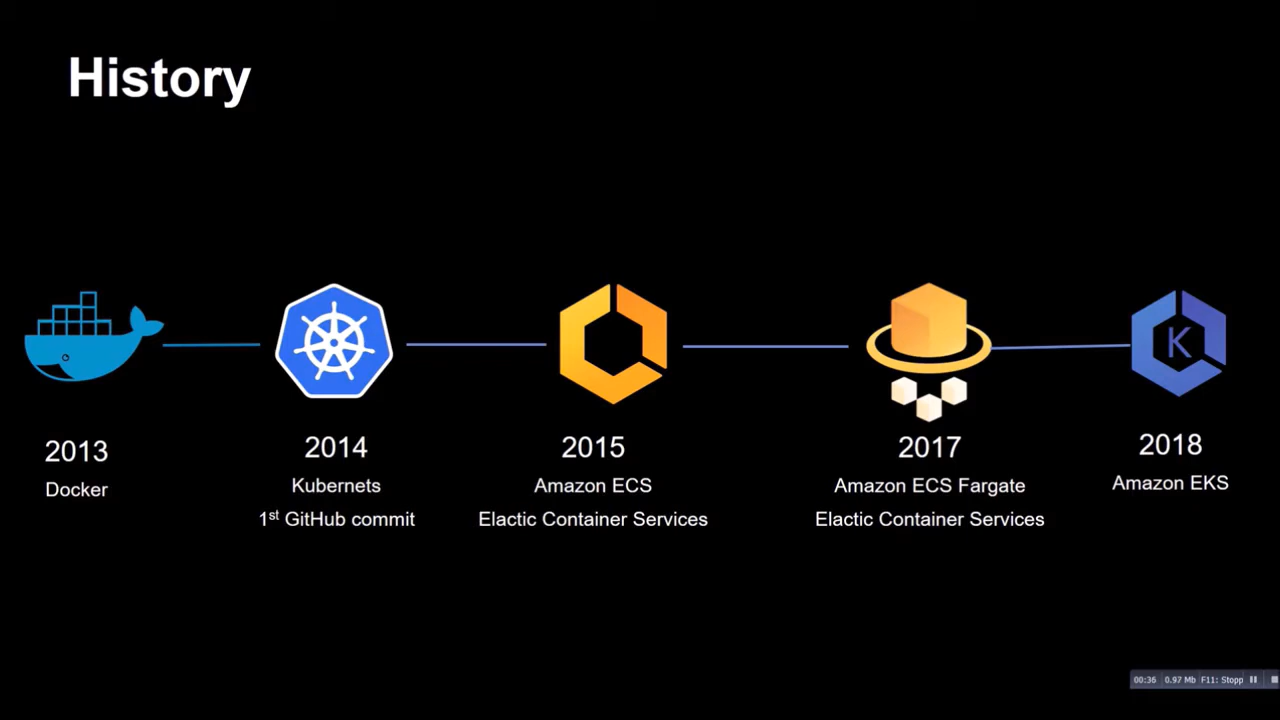 History
K
2013
Docker
2014
Kubernets
1st GitHub commit
2015
Amazon ECS
Elactic Container Services
2017
Amazon ECS Fargate
Elactic Container Services
2018
Amazon EKS
00:36 0.97 Mb F11: Stopp